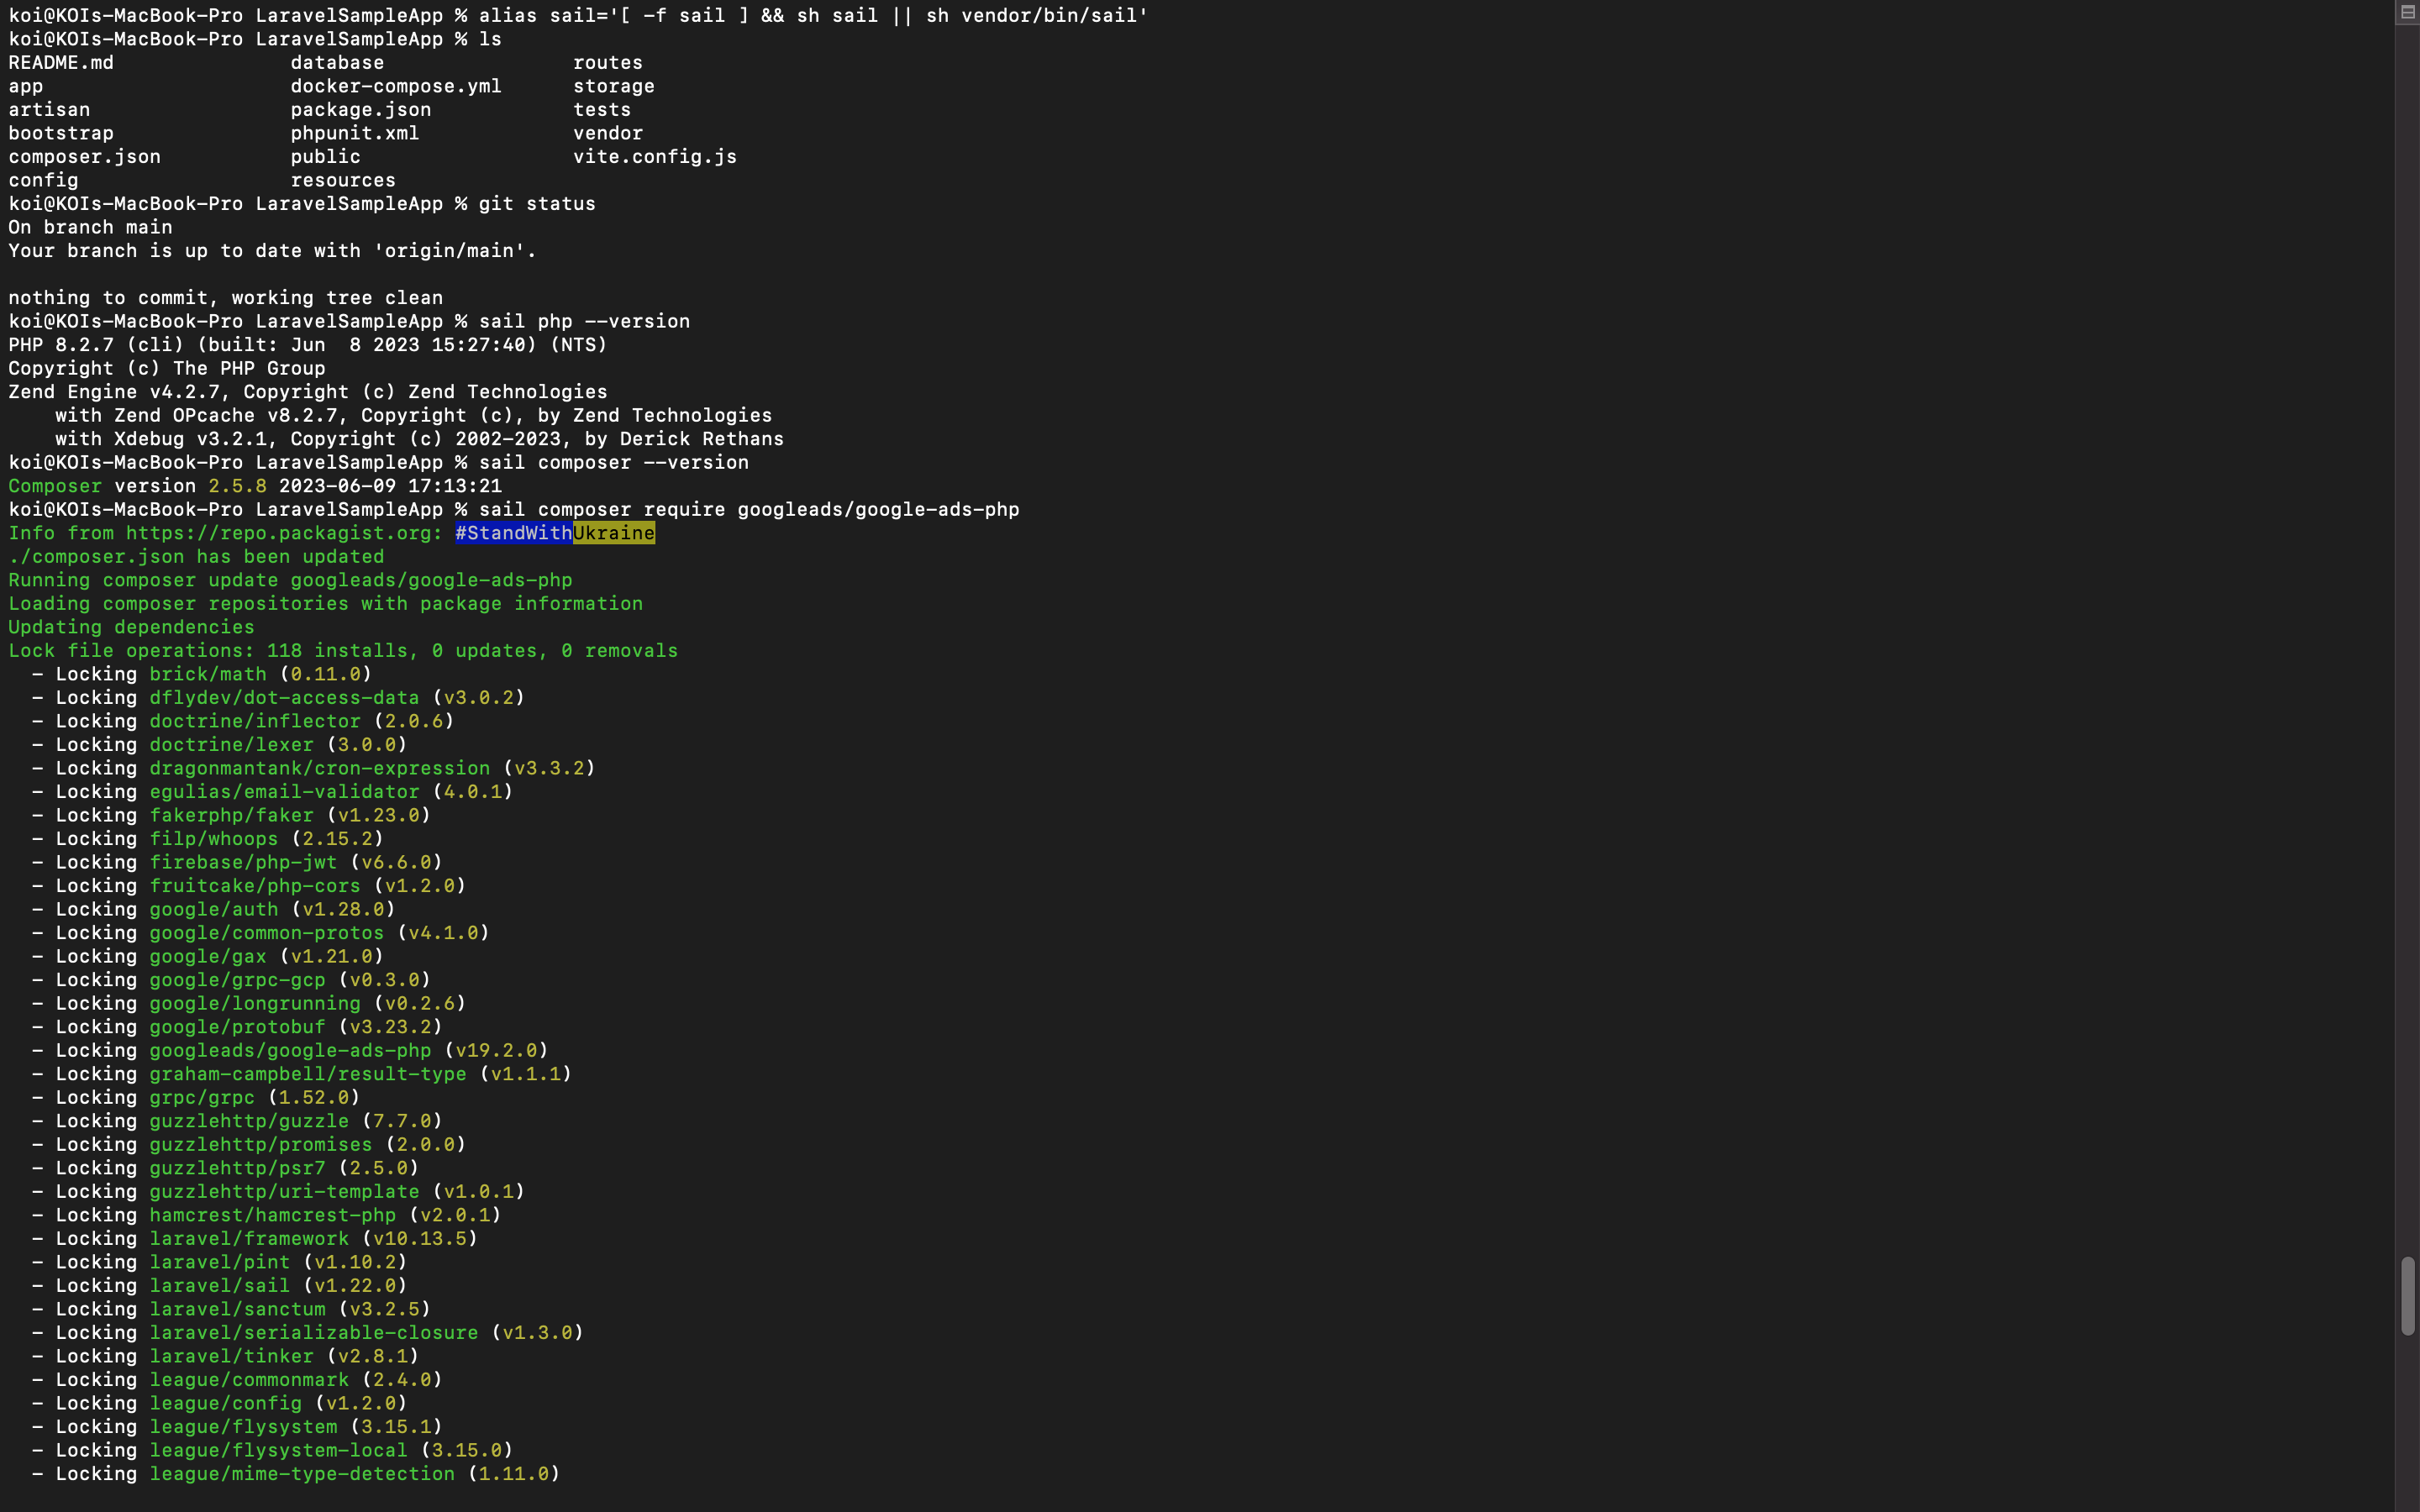 koi@KOIs-MacBook-Pro LaravelSampleApp % alias sail='[ -f sail ] && sh sail || sh vendor/bin/sail'
koi@KOIs-MacBook-Pro LaravelSampleApp % ls
README.md database routes
app docker-compose.yml storage
artisan package.json tests
bootstrap phpunit.xml vendor
composer.json public vite.config.js
config resources
koi@KOIs-MacBook-Pro LaravelSampleApp % git status
On branch main
Your branch is up to date with 'origin/main'.
nothing to commit, working tree clean
koi@KOIs-MacBook-Pro LaravelSampleApp % sail php --version
PHP 8.2.7 (cli) (built: Jun  8 2023 15:27:40) (NTS)
Copyright (c) The PHP Group
Zend Engine v4.2.7, Copyright (c) Zend Technologies
with Zend OPcache v8.2.7, Copyright (c), by Zend Technologies
with Xdebug v3.2.1, Copyright (c) 2002-2023, by Derick Rethans
koi@KOIs-MacBook-Pro LaravelSampleApp % sail composer --version
Composer version 2.5.8 2023-06-09 17:13:21
koi@KOIs-MacBook-Pro LaravelSampleApp % sail composer require googleads/google-ads-php
Info from https://repo.packagist.org: #StandWithUkraine
./composer.json has been updated
Running composer update googleads/google-ads-php
Loading composer repositories with package information
Updating dependencies
Lock file operations: 118 installs, 0 updates, 0 removals
- Locking brick/math (0.11.0)
- Locking dflydev/dot-access-data (v3.0.2)
- Locking doctrine/inflector (2.0.6)
- Locking doctrine/lexer (3.0.0)
- Locking dragonmantank/cron-expression (v3.3.2)
- Locking egulias/email-validator (4.0.1)
- Locking fakerphp/faker (v1.23.0)
- Locking filp/whoops (2.15.2)
- Locking firebase/php-jwt (v6.6.0)
- Locking fruitcake/php-cors (v1.2.0)
- Locking google/auth (v1.28.0)
- Locking google/common-protos (v4.1.0)
- Locking google/gax (v1.21.0)
- Locking google/grpc-gcp (v0.3.0)
- Locking google/longrunning (v0.2.6)
- Locking google/protobuf (v3.23.2)
- Locking googleads/google-ads-php (v19.2.0)
- Locking graham-campbell/result-type (v1.1.1)
- Locking grpc/grpc (1.52.0)
- Locking guzzlehttp/guzzle (7.7.0)
- Locking guzzlehttp/promises (2.0.0)
- Locking guzzlehttp/psr7 (2.5.0)
- Locking guzzlehttp/uri-template (v1.0.1)
- Locking hamcrest/hamcrest-php (v2.0.1)
- Locking laravel/framework (v10.13.5)
- Locking laravel/pint (v1.10.2)
- Locking laravel/sail (v1.22.0)
- Locking laravel/sanctum (v3.2.5)
- Locking laravel/serializable-closure (v1.3.0)
- Locking laravel/tinker (v2.8.1)
- Locking league/commonmark (2.4.0)
- Locking league/config (v1.2.0)
- Locking league/flysystem (3.15.1)
- Locking league/flysystem-local (3.15.0)
- Locking league/mime-type-detection (1.11.0)